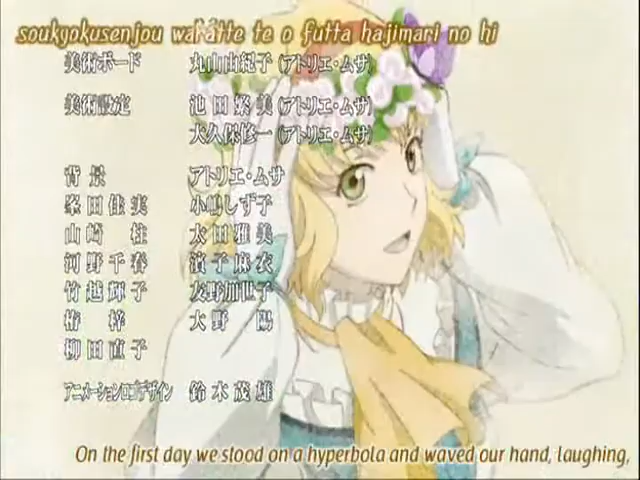 soukyokusenjou waratte te o futta hajimari no hi
美術ボード 丸山由紀子 (アトリエ・ムサ)
美術設定 池田繁美 (アトリエ・ムサ)
大久保修一 (アトリエ・ムサ)
背景 アトリエ・ムサ
峯田佳実 小嶋しず子
山崎 柱 太田雅美
河野千春 濱子麻衣
竹越輝子 友野加世子
桁 梓 大野 陽
柳田直子
アニメーションロゴデザイン 鈴木茂雄
On the first day we stood on a hyperbola and waved our hand, laughing,